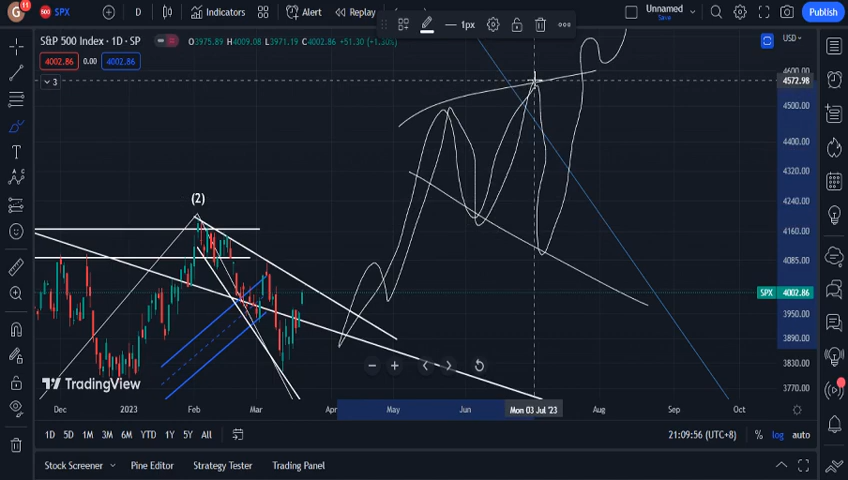 G 11 SPX D Indicators Alert Replay 1px Unnamed Save Publish
S&P 500 Index · 1D · SP O3975.89 H4009.08 L3971.19 C4002.86 +51.30 (+1.30%) USD
4002.86 0.00 4002.86
3
4600.00
4572.98
4500.00
4400.00
4320.00
4240.00
4160.00
4085.00
SPX 4002.86
3950.00
3890.00
3830.00
3770.00
(2)
TradingView
Dec 2023 Feb Mar Apr May Jun Mon 03 Jul '23 Aug Sep Oct
1D 5D 1M 3M 6M YTD 1Y 5Y All 21:09:56 (UTC+8) % log auto
Stock Screener Pine Editor Strategy Tester Trading Panel